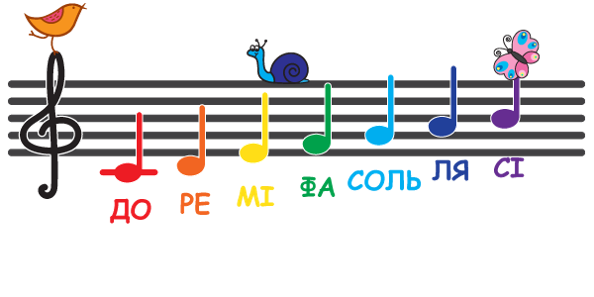 ДО РЕ МІ ФА СОЛЬ ЛЯ СІ